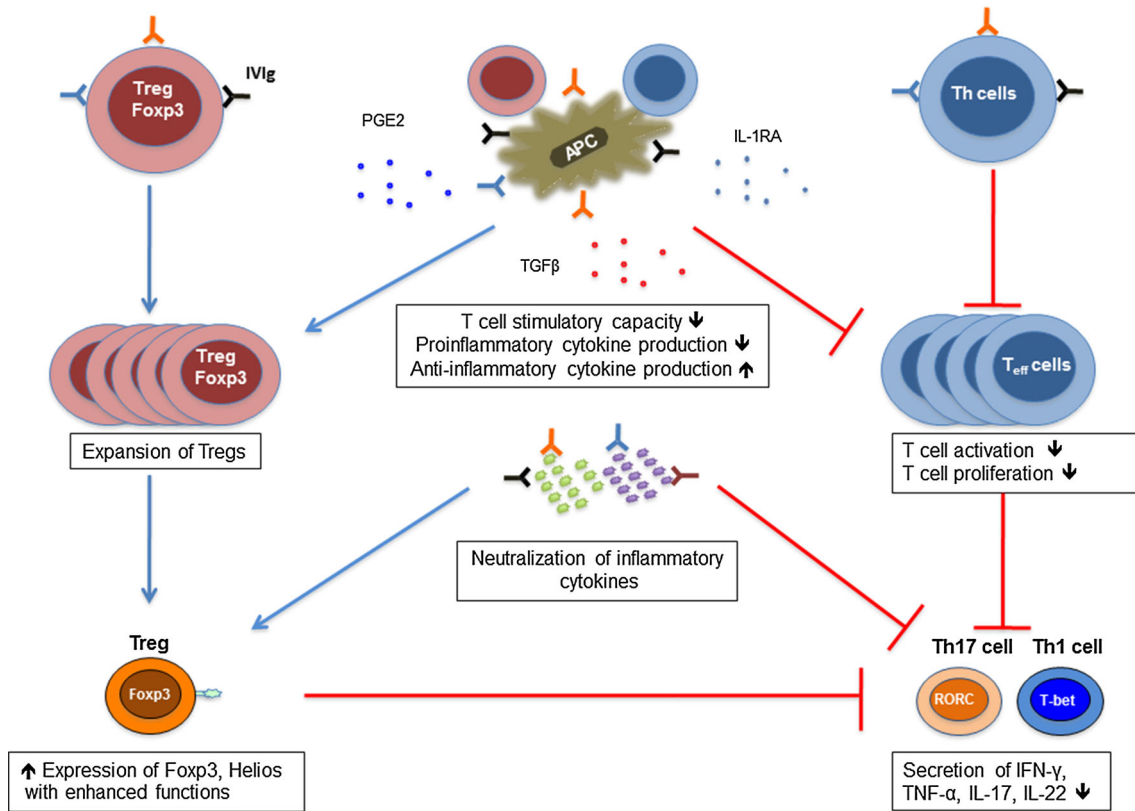 Treg
Foxp3
IVIg
PGE2
APC
IL-1RA
Th cells
TGFβ
T cell stimulatory capacity 🡫
Proinflammatory cytokine production 🡫
Anti-inflammatory cytokine production 🡩
Treg
Foxp3
Expansion of Tregs
Teff cells
T cell activation 🡫
T cell proliferation 🡫
Neutralization of inflammatory
cytokines
Treg
Foxp3
🡩 Expression of Foxp3, Helios
with enhanced functions
Th17 cell
Th1 cell
RORC
T-bet
Secretion of IFN-γ,
TNF-α, IL-17, IL-22 🡫